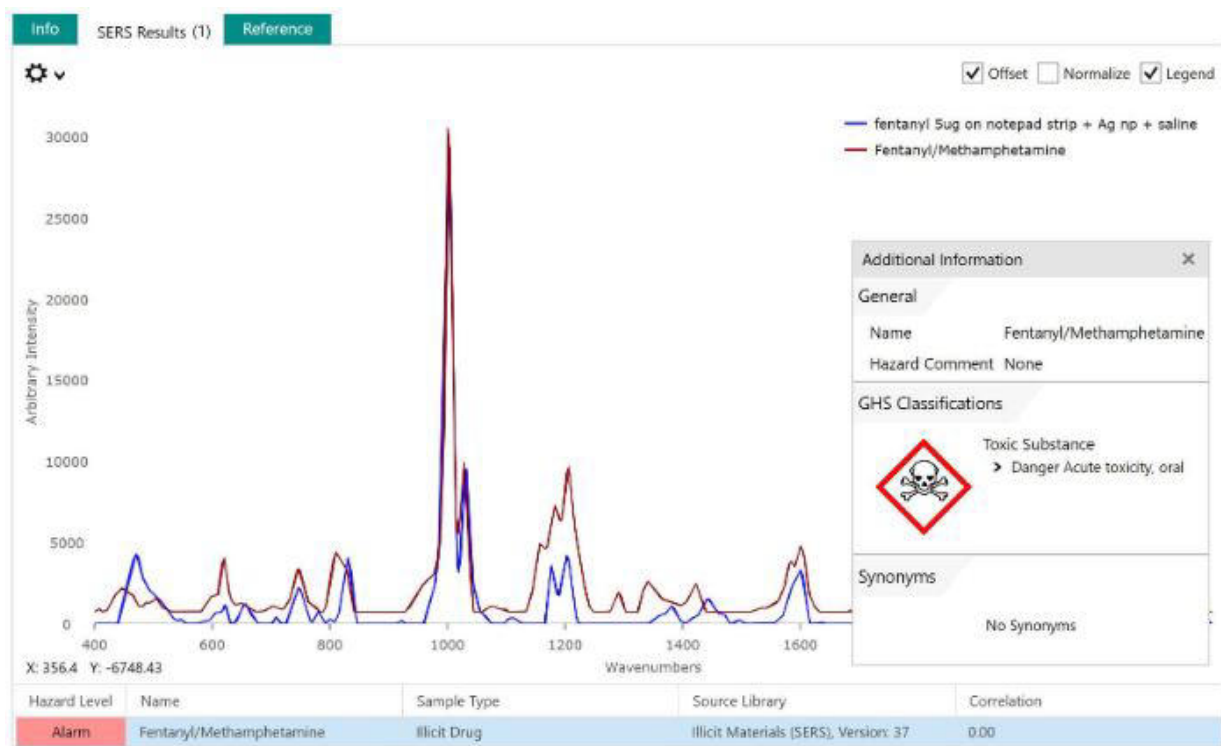 Info SERS Results (1) Reference
Offset Normalize Legend
fentanyl 5ug on notepad strip + Ag np + saline
Fentanyl/Methamphetamine
30000
25000
20000
15000
10000
5000
0
Arbitrary Intensity
400 600 800 1000 1200 1400 1600
Wavenumbers
X: 356.4 Y: -6748.43
Additional Information ×
General
Name Fentanyl/Methamphetamine
Hazard Comment None
GHS Classifications
Toxic Substance
> Danger Acute toxicity, oral
Synonyms
No Synonyms
Hazard Level Name Sample Type Source Library Correlation
Alarm Fentanyl/Methamphetamine Illicit Drug Illicit Materials (SERS), Version: 37 0.00